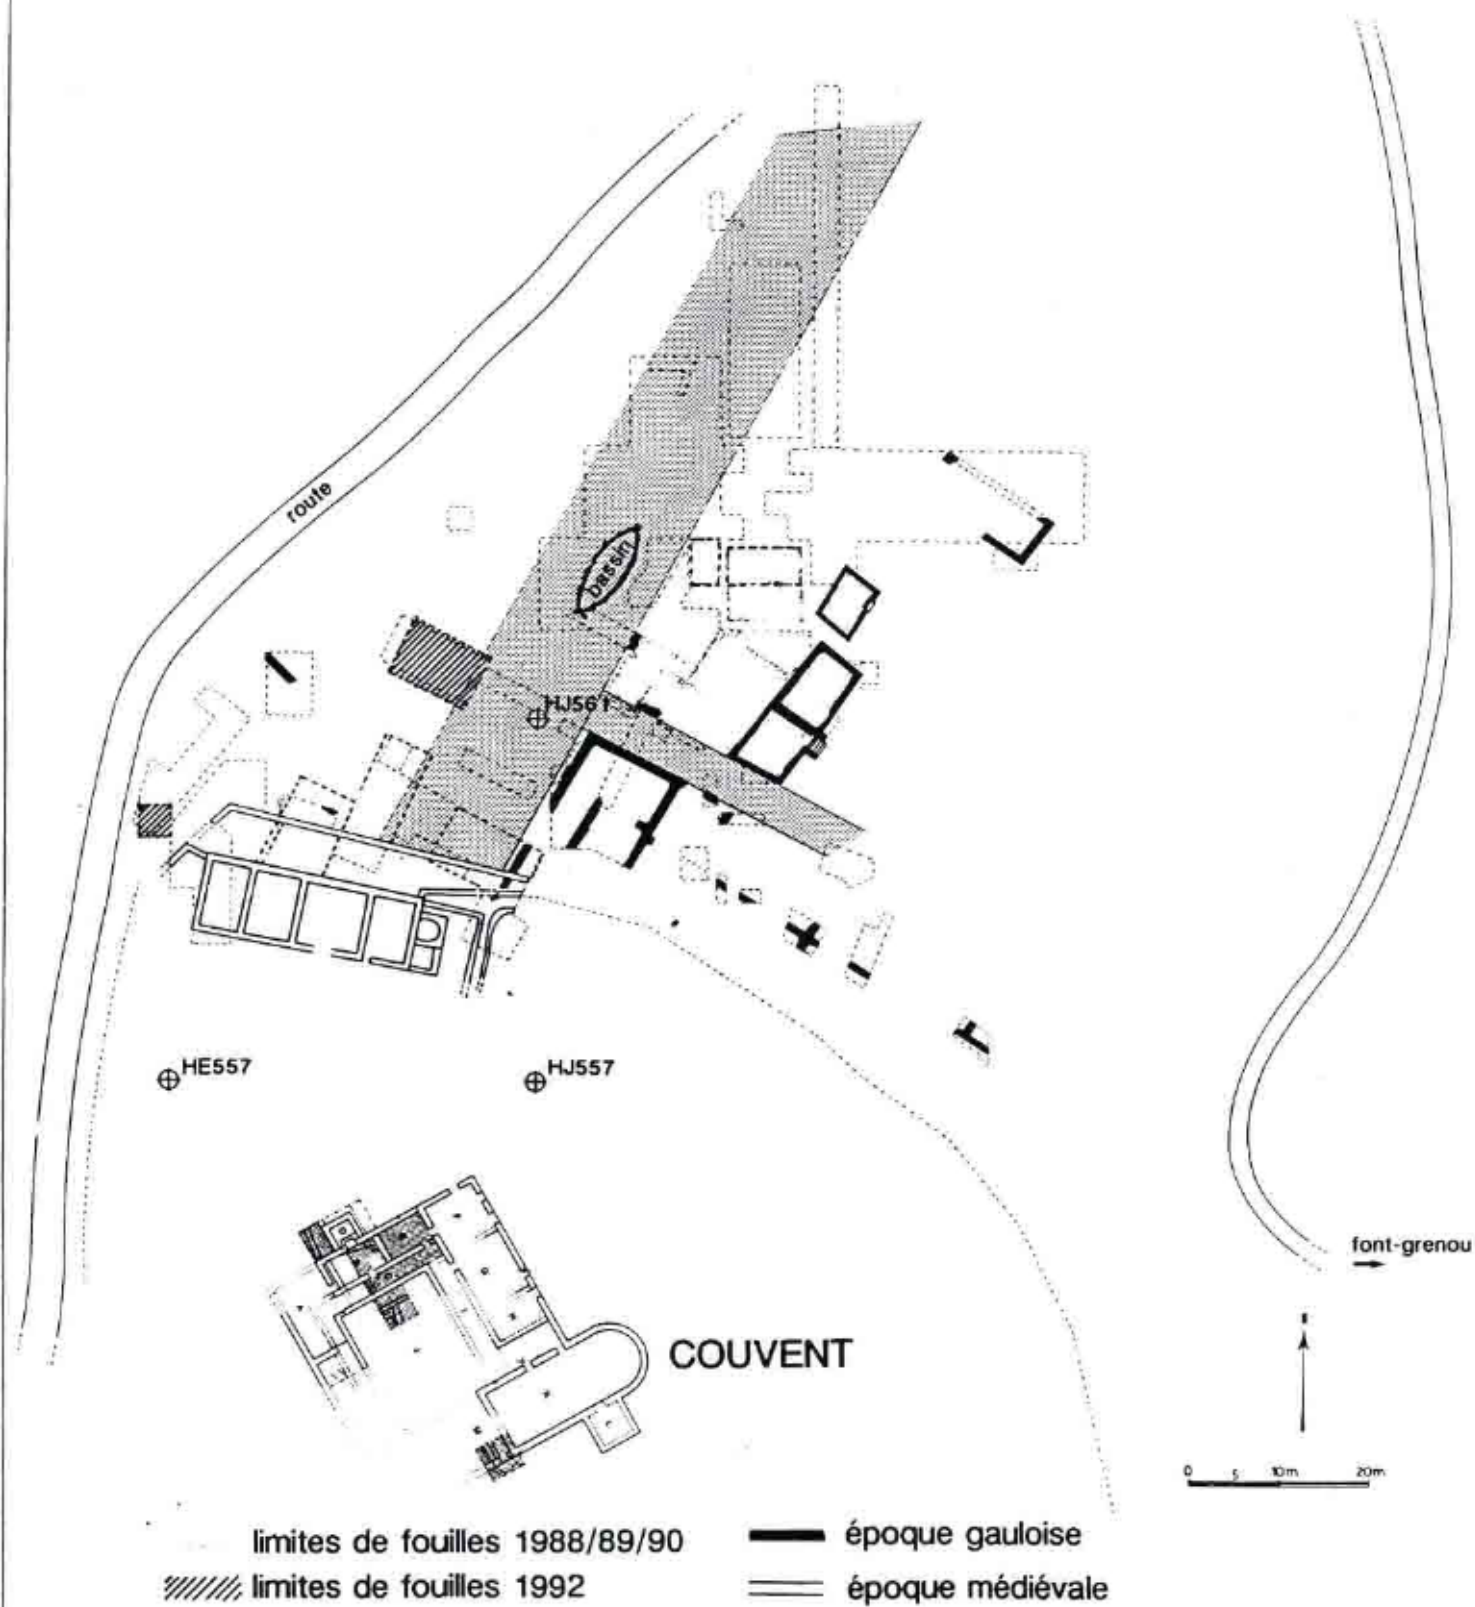 route
bassin
HJ561
HE557
HJ557
font-grenou
COUVENT
0 5 10m 20m
limites de fouilles 1988/89/90
limites de fouilles 1992
époque gauloise
époque médiévale